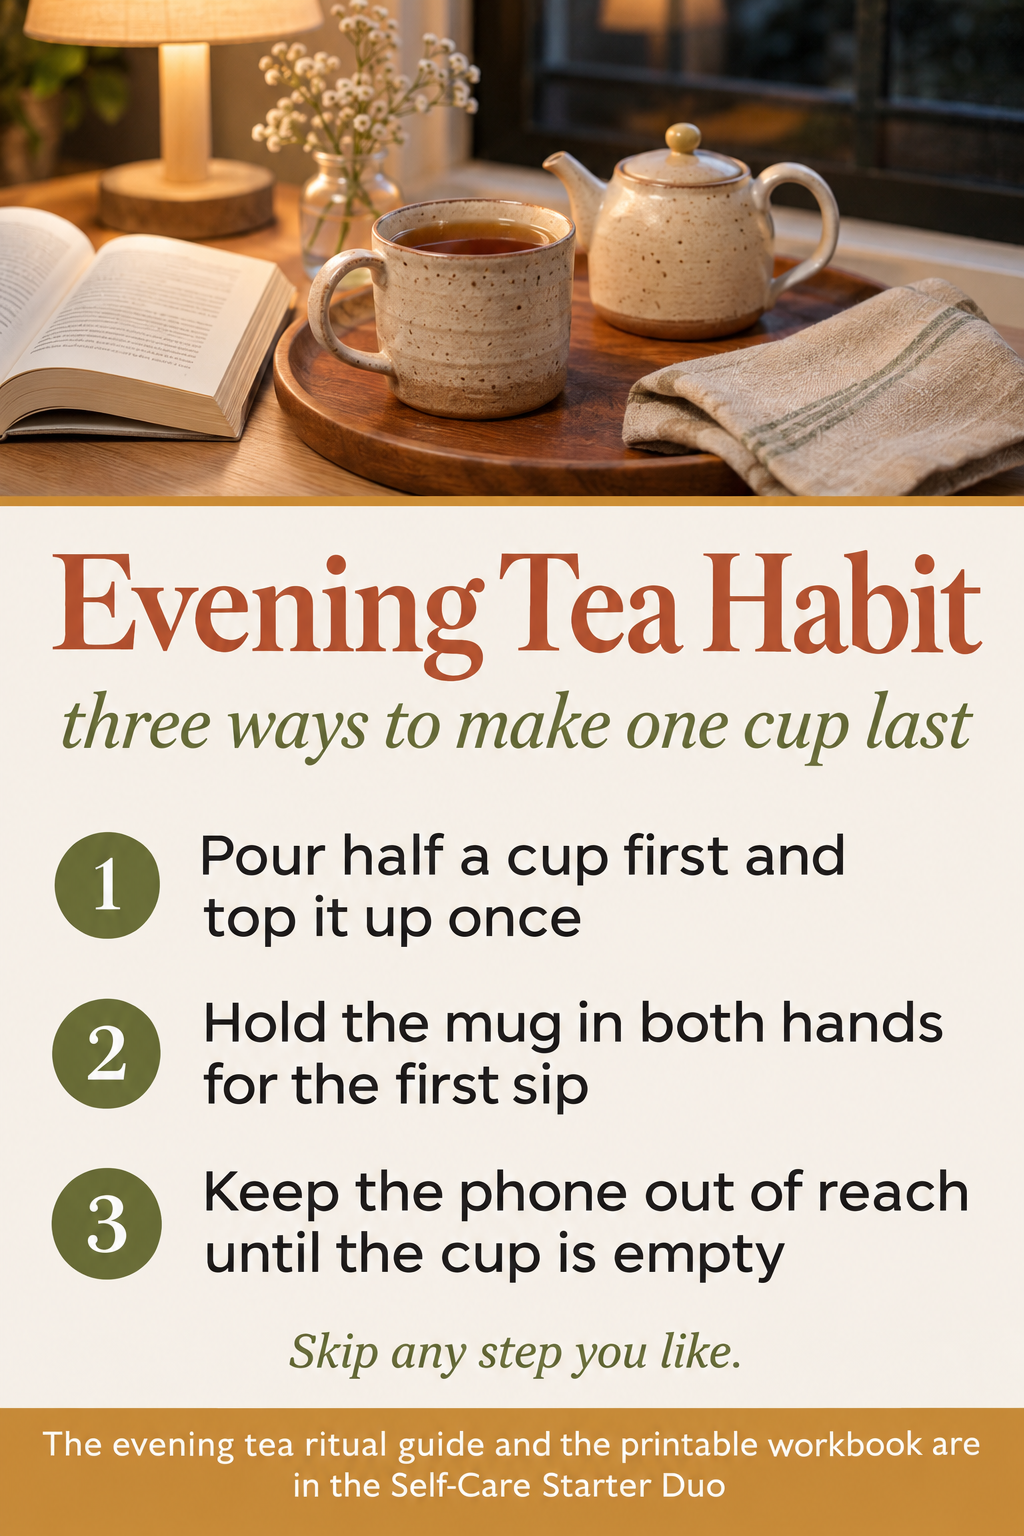 Evening Tea Habit
three ways to make one cup last
1
Pour half a cup first and
top it up once
2
Hold the mug in both hands
for the first sip
3
Keep the phone out of reach
until the cup is empty
Skip any step you like.
The evening tea ritual guide and the printable workbook are
in the Self-Care Starter Duo